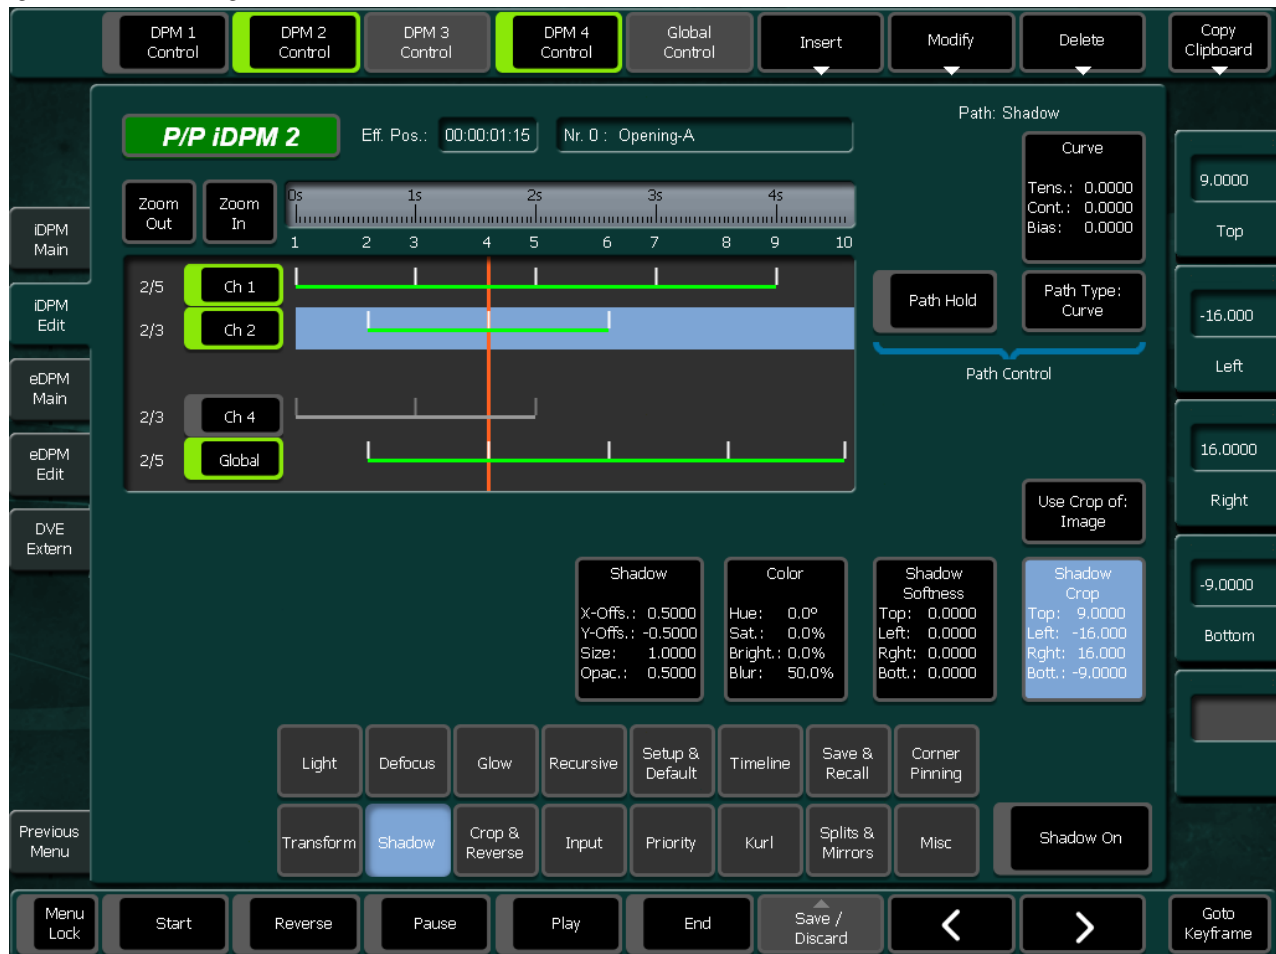 DPM 1
Control
DPM 2
Control
DPM 3
Control
DPM 4
Control
Global
Control
Insert
Modify
Delete
Copy
Clipboard
P/P iDPM 2
Eff. Pos.: 00:00:01:15
Nr. 0 : Opening-A
Path: Shadow
Curve
Tens.: 0.0000
Cont.: 0.0000
Bias: 0.0000
Zoom
Out
Zoom
In
0s 1s 2s 3s 4s
1 2 3 4 5 6 7 8 9 10
2/5 Ch 1
2/3 Ch 2
2/3 Ch 4
2/5 Global
Path Hold
Path Type:
Curve
Path Control
Use Crop of:
Image
iDPM
Main
iDPM
Edit
eDPM
Main
eDPM
Edit
DVE
Extern
Previous
Menu
9.0000
Top
-16.000
Left
16.0000
Right
-9.0000
Bottom
Shadow
X-Offs.: 0.5000
Y-Offs.: -0.5000
Size: 1.0000
Opac.: 0.5000
Color
Hue: 0.0°
Sat.: 0.0%
Bright.: 0.0%
Blur: 50.0%
Shadow
Softness
Top: 0.0000
Left: 0.0000
Rght: 0.0000
Bott.: 0.0000
Shadow
Crop
Top: 9.0000
Left: -16.000
Rght: 16.000
Bott.: -9.0000
Light
Defocus
Glow
Recursive
Setup &
Default
Timeline
Save &
Recall
Corner
Pinning
Transform
Shadow
Crop &
Reverse
Input
Priority
Kurl
Splits &
Mirrors
Misc
Shadow On
Menu
Lock
Start
Reverse
Pause
Play
End
Save /
Discard
Goto
Keyframe